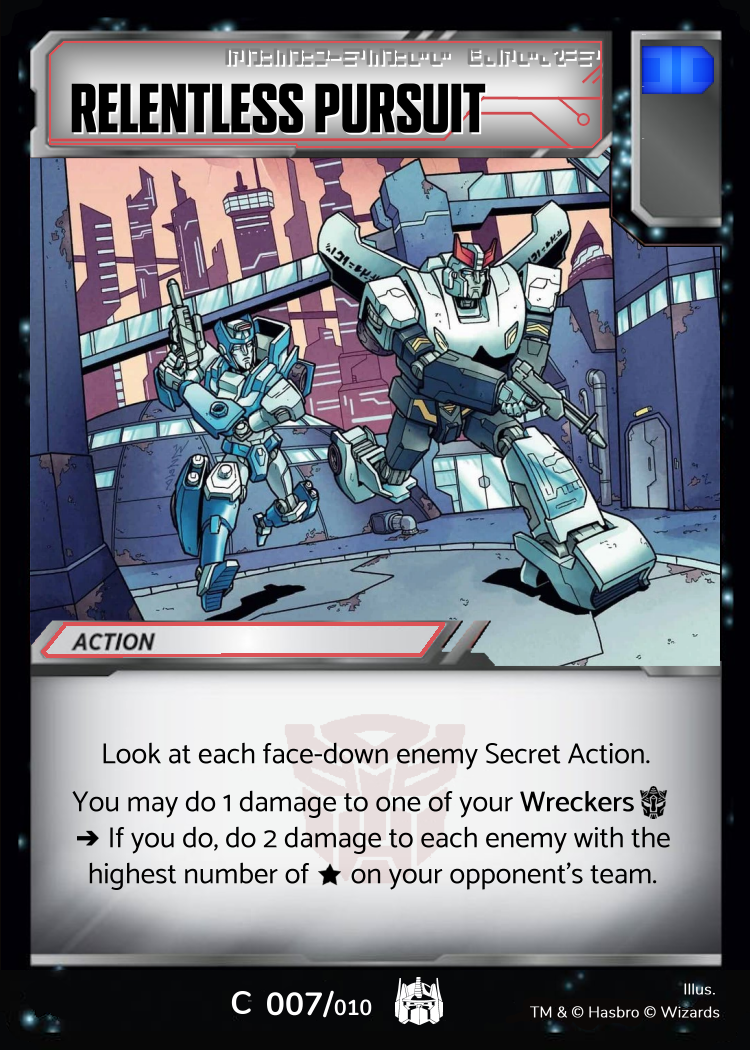 RELENTLESS PURSUIT
ACTION
Look at each face-down enemy Secret Action.
You may do 1 damage to one of your Wreckers
➔ If you do, do 2 damage to each enemy with the
highest number of ★ on your opponent's team.
C 007/010
Illus.
TM & © Hasbro © Wizards